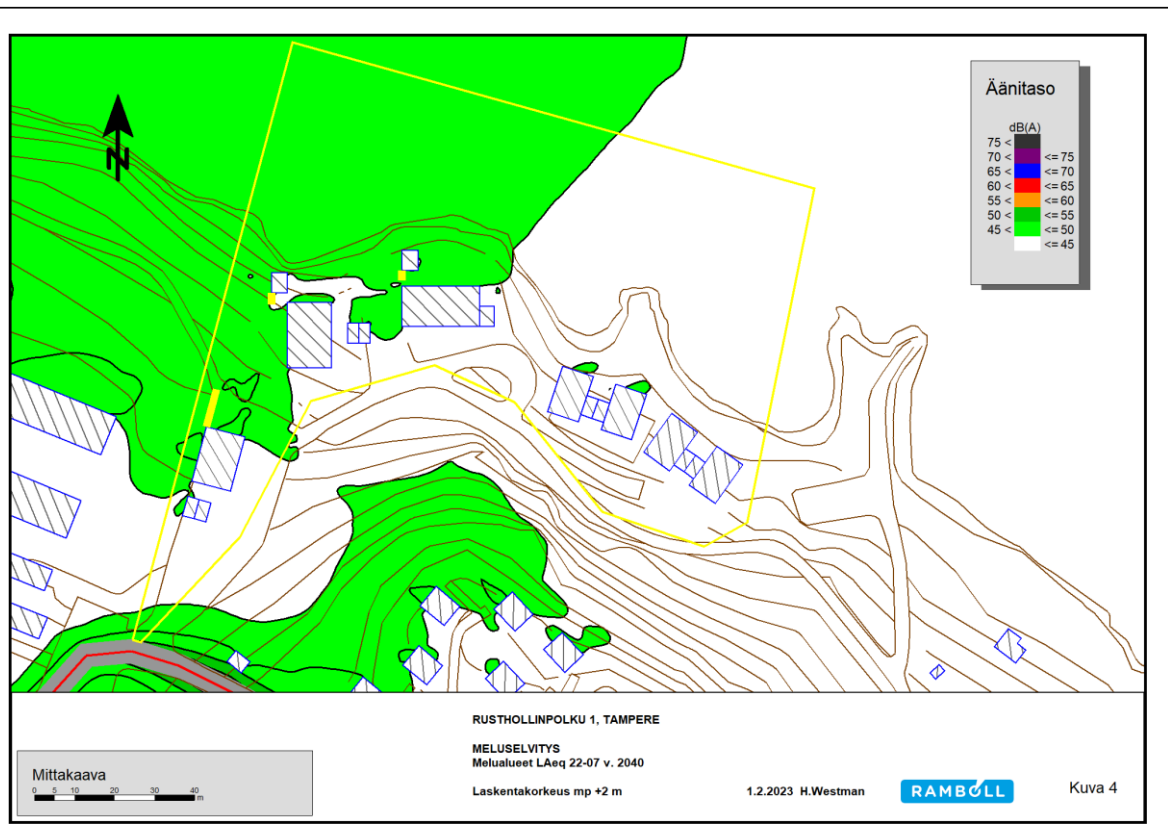 N
Äänitaso
dB(A)
75 <
70 < <= 75
65 < <= 70
60 < <= 65
55 < <= 60
50 < <= 55
45 < <= 50
<= 45
RUSTHOLLINPOLKU 1, TAMPERE
MELUSELVITYS
Melualueet LAeq 22-07 v. 2040
Laskentakorkeus mp +2 m 1.2.2023 H.Westman RAMBOLL Kuva 4
Mittakaava
0 5 10 20 30 40
m